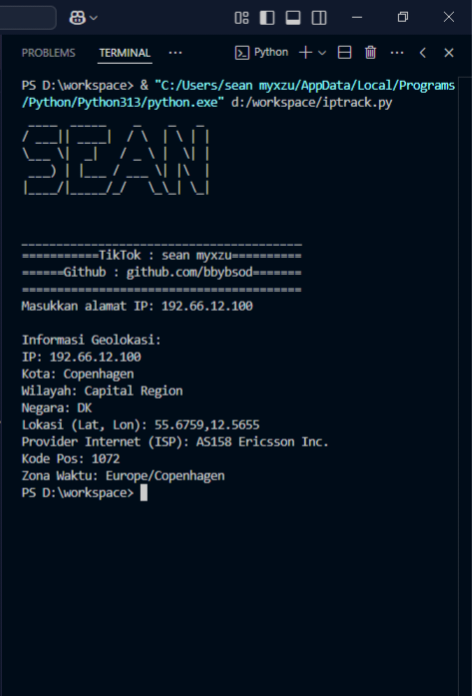 PROBLEMS TERMINAL ... Python
PS D:\workspace> & "C:/Users/sean myxzu/AppData/Local/Programs
/Python/Python313/python.exe" d:/workspace/iptrack.py
SEAN
===========TikTok : sean myxzu==========
======Github : github.com/bbybsod=======
========================================
Masukkan alamat IP: 192.66.12.100
Informasi Geolokasi:
IP: 192.66.12.100
Kota: Copenhagen
Wilayah: Capital Region
Negara: DK
Lokasi (Lat, Lon): 55.6759,12.5655
Provider Internet (ISP): AS158 Ericsson Inc.
Kode Pos: 1072
Zona Waktu: Europe/Copenhagen
PS D:\workspace>